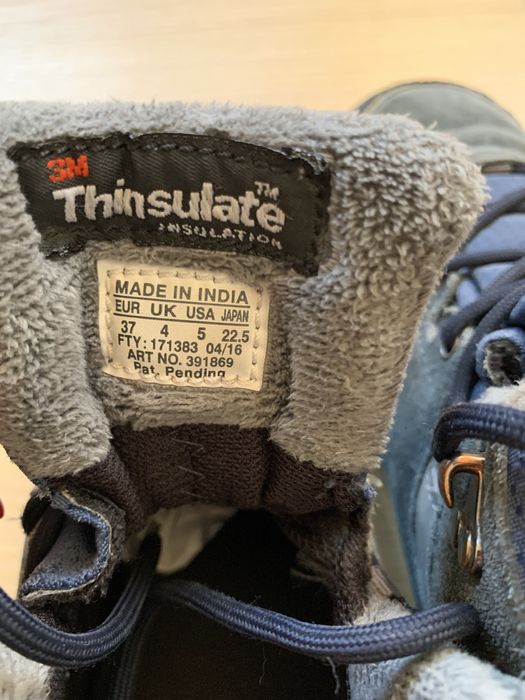 3M
Thinsulate™
INSULATION
MADE IN INDIA
EUR UK USA JAPAN
37 4 5 22.5
FTY: 171383 04/16
ART NO. 391869
Pat. Pending